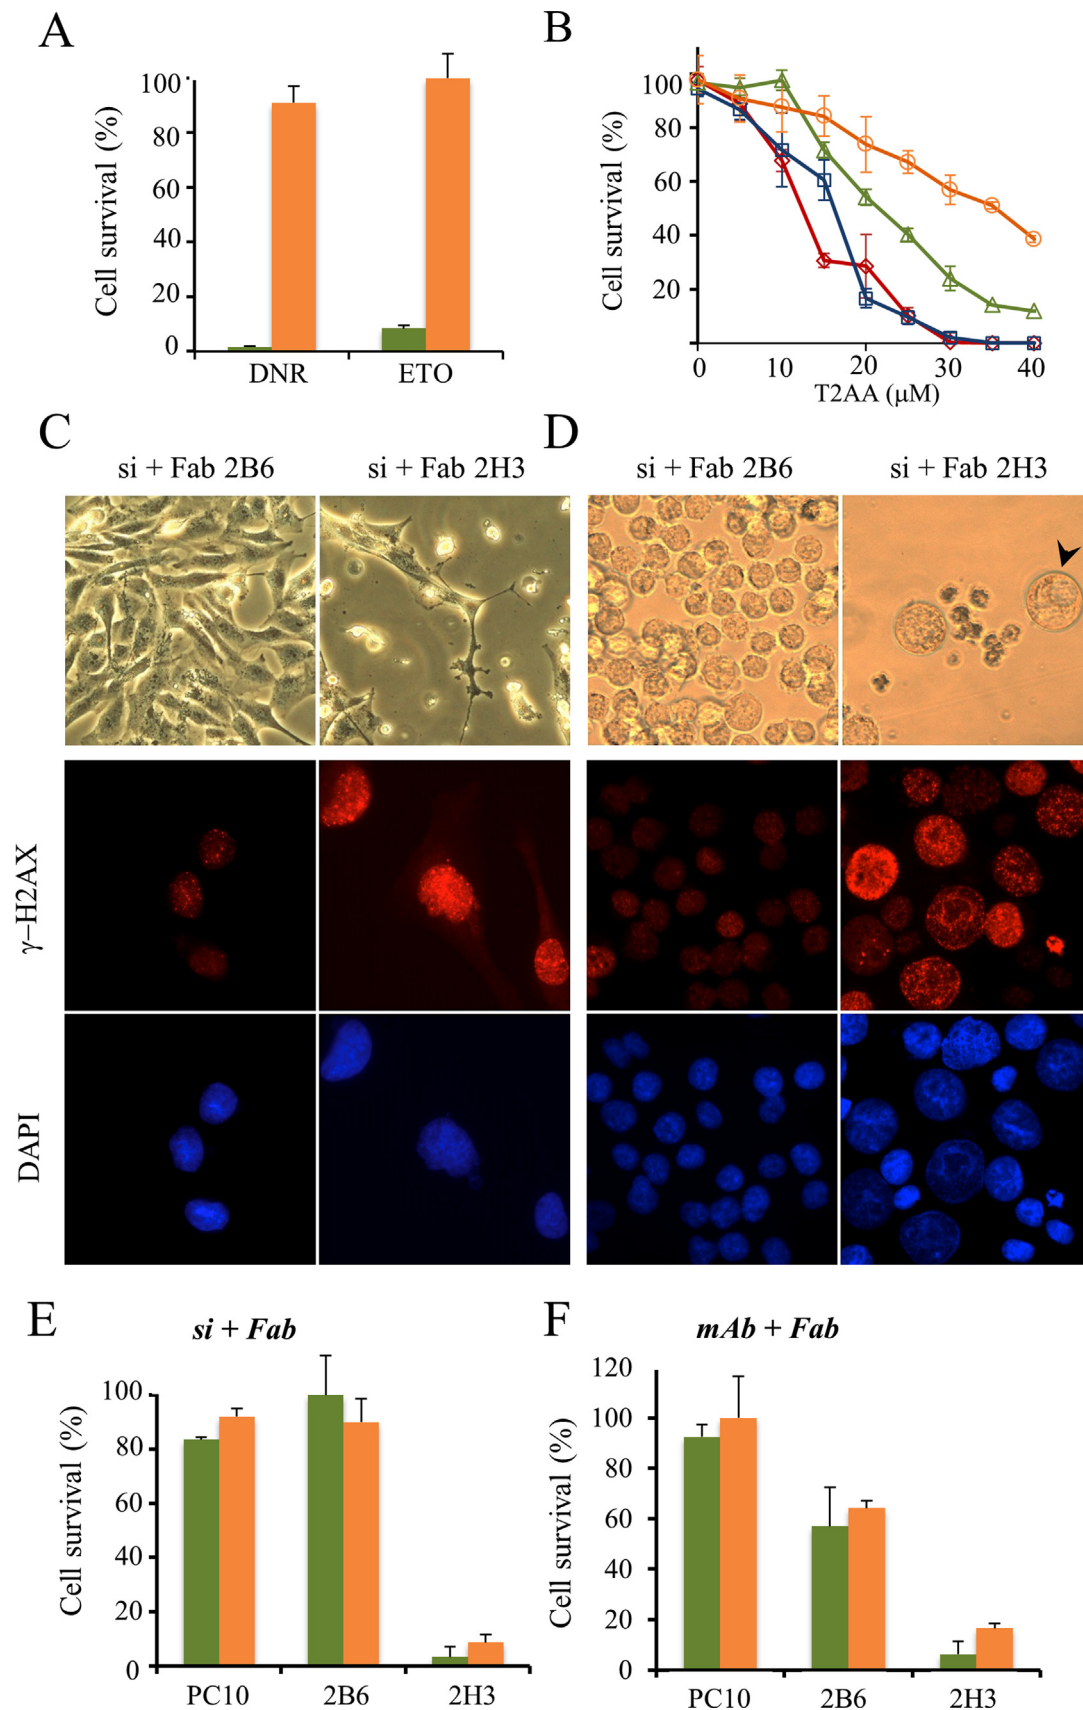 A
Cell survival (%)
100
80
60
40
20
0
DNR ETO
B
Cell survival (%)
100
80
60
40
20
0 10 20 30 40
T2AA (μM)
C
si + Fab 2B6 si + Fab 2H3
D
si + Fab 2B6 si + Fab 2H3
γ–H2AX
DAPI
E
si + Fab
Cell survival (%)
100
80
60
40
20
0
PC10 2B6 2H3
F
mAb + Fab
Cell survival (%)
120
100
80
60
40
20
0
PC10 2B6 2H3